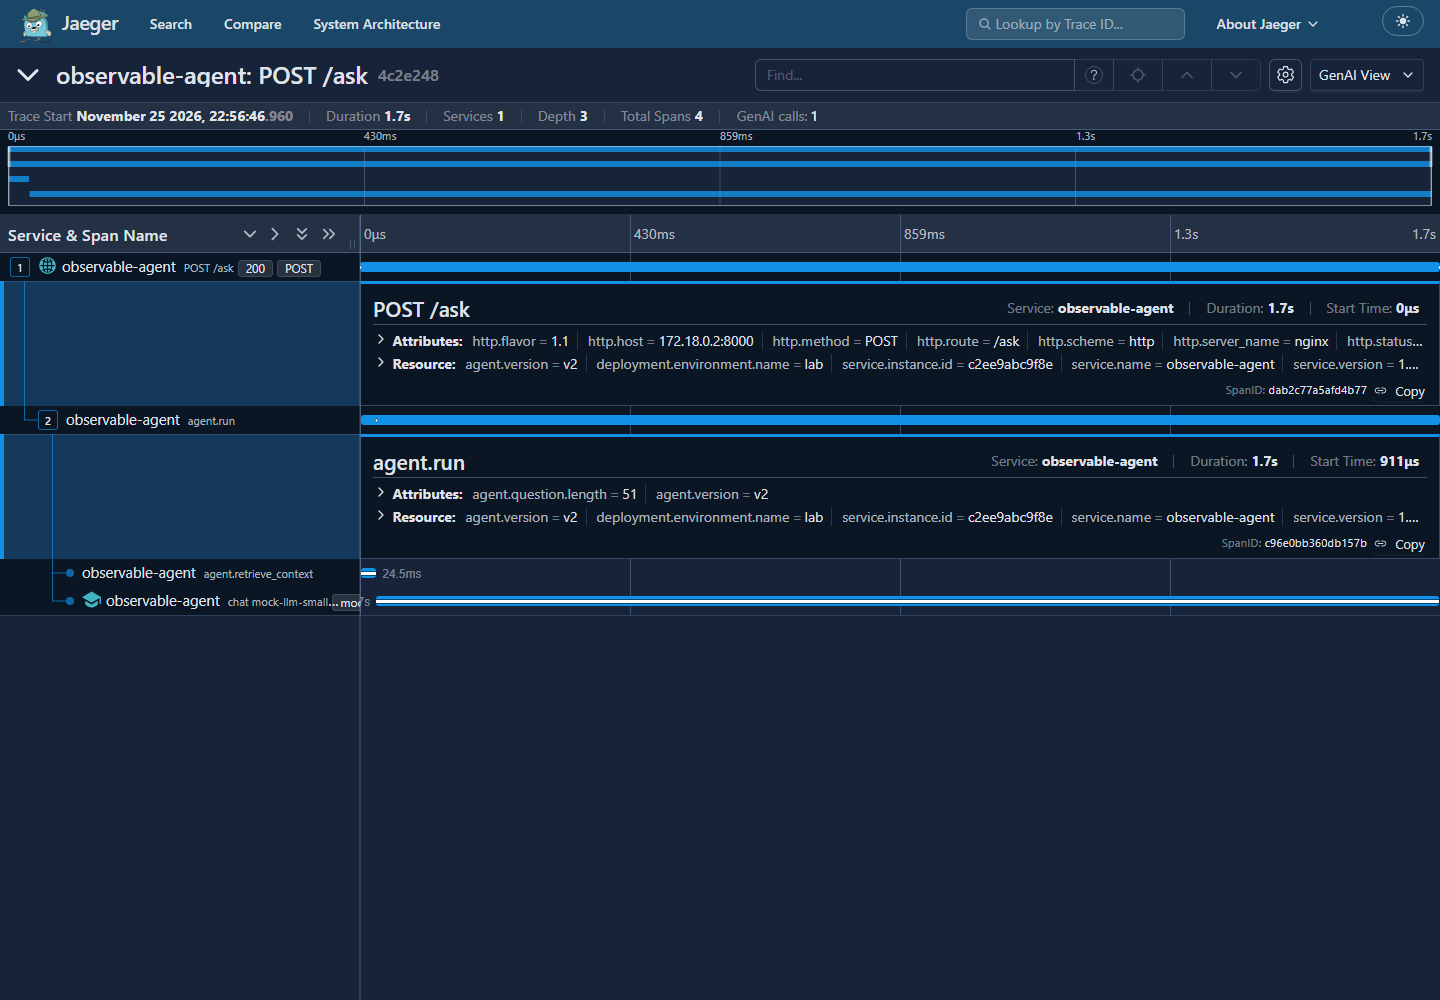 Jaeger Search Compare System Architecture Lookup by Trace ID... About Jaeger
observable-agent: POST /ask 4c2e248 Find... ? GenAI View
Trace Start November 25 2026, 22:56:46.960 Duration 1.7s Services 1 Depth 3 Total Spans 4 GenAI calls: 1
0μs 430ms 859ms 1.3s 1.7s
Service & Span Name 0μs 430ms 859ms 1.3s 1.7s
1 observable-agent POST /ask 200 POST
POST /ask Service: observable-agent Duration: 1.7s Start Time: 0μs
Attributes: http.flavor = 1.1 http.host = 172.18.0.2:8000 http.method = POST http.route = /ask http.scheme = http http.server_name = nginx http.status...
Resource: agent.version = v2 deployment.environment.name = lab service.instance.id = c2ee9abc9f8e service.name = observable-agent service.version = 1....
SpanID: dab2c77a5afd4b77 Copy
2 observable-agent agent.run
agent.run Service: observable-agent Duration: 1.7s Start Time: 911μs
Attributes: agent.question.length = 51 agent.version = v2
Resource: agent.version = v2 deployment.environment.name = lab service.instance.id = c2ee9abc9f8e service.name = observable-agent service.version = 1....
SpanID: c96e0bb360db157b Copy
observable-agent agent.retrieve_context 24.5ms
observable-agent chat mock-llm-small...